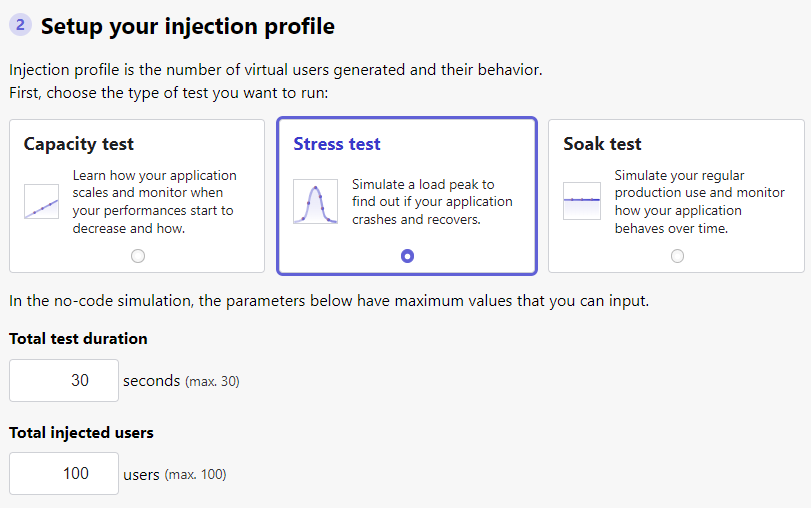 2 Setup your injection profile
Injection profile is the number of virtual users generated and their behavior.
First, choose the type of test you want to run:
Capacity test
Learn how your application
scales and monitor when
your performances start to
decrease and how.
Stress test
Simulate a load peak to
find out if your application
crashes and recovers.
Soak test
Simulate your regular
production use and monitor
how your application
behaves over time.
In the no-code simulation, the parameters below have maximum values that you can input.
Total test duration
30 seconds (max. 30)
Total injected users
100 users (max. 100)